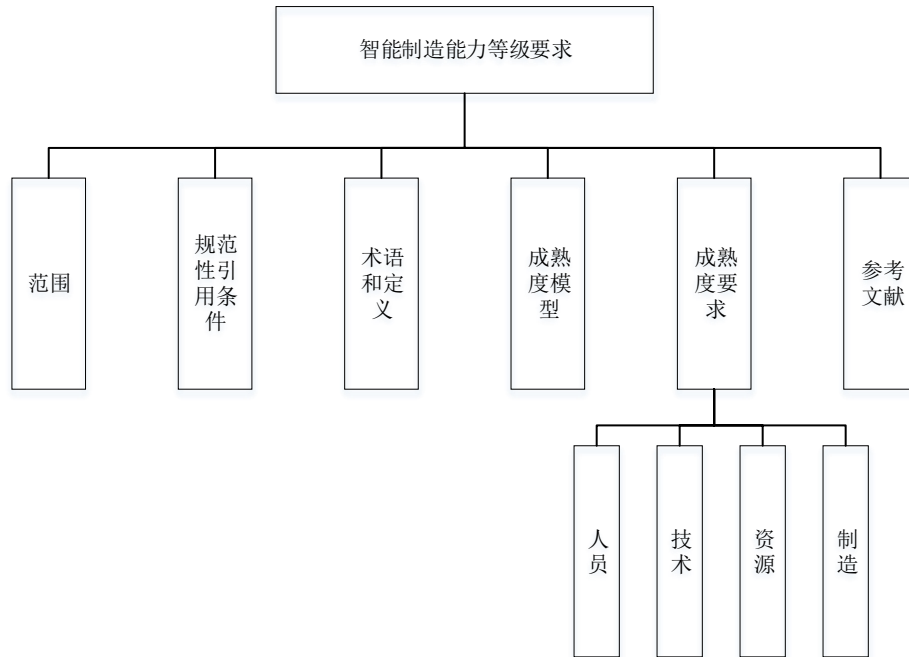 智能制造能力等级要求
范围
规范
性引
用条
件
术语
和定
义
成熟
度模
型
成熟
度要
求
参考
文献
人
员
技
术
资
源
制
造